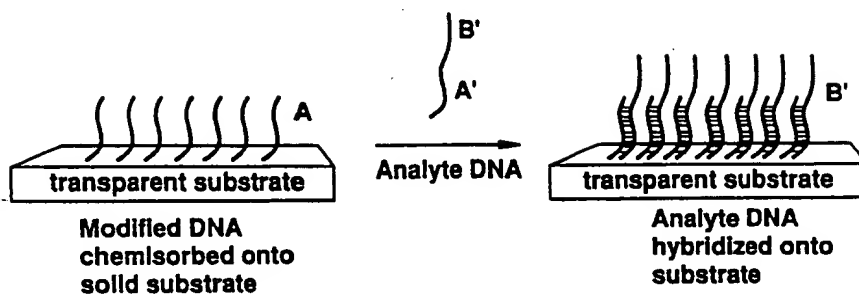 B'
A'
A
B'
Analyte DNA
transparent substrate
transparent substrate
Modified DNA
chemisorbed onto
solid substrate
Analyte DNA
hybridized onto
substrate